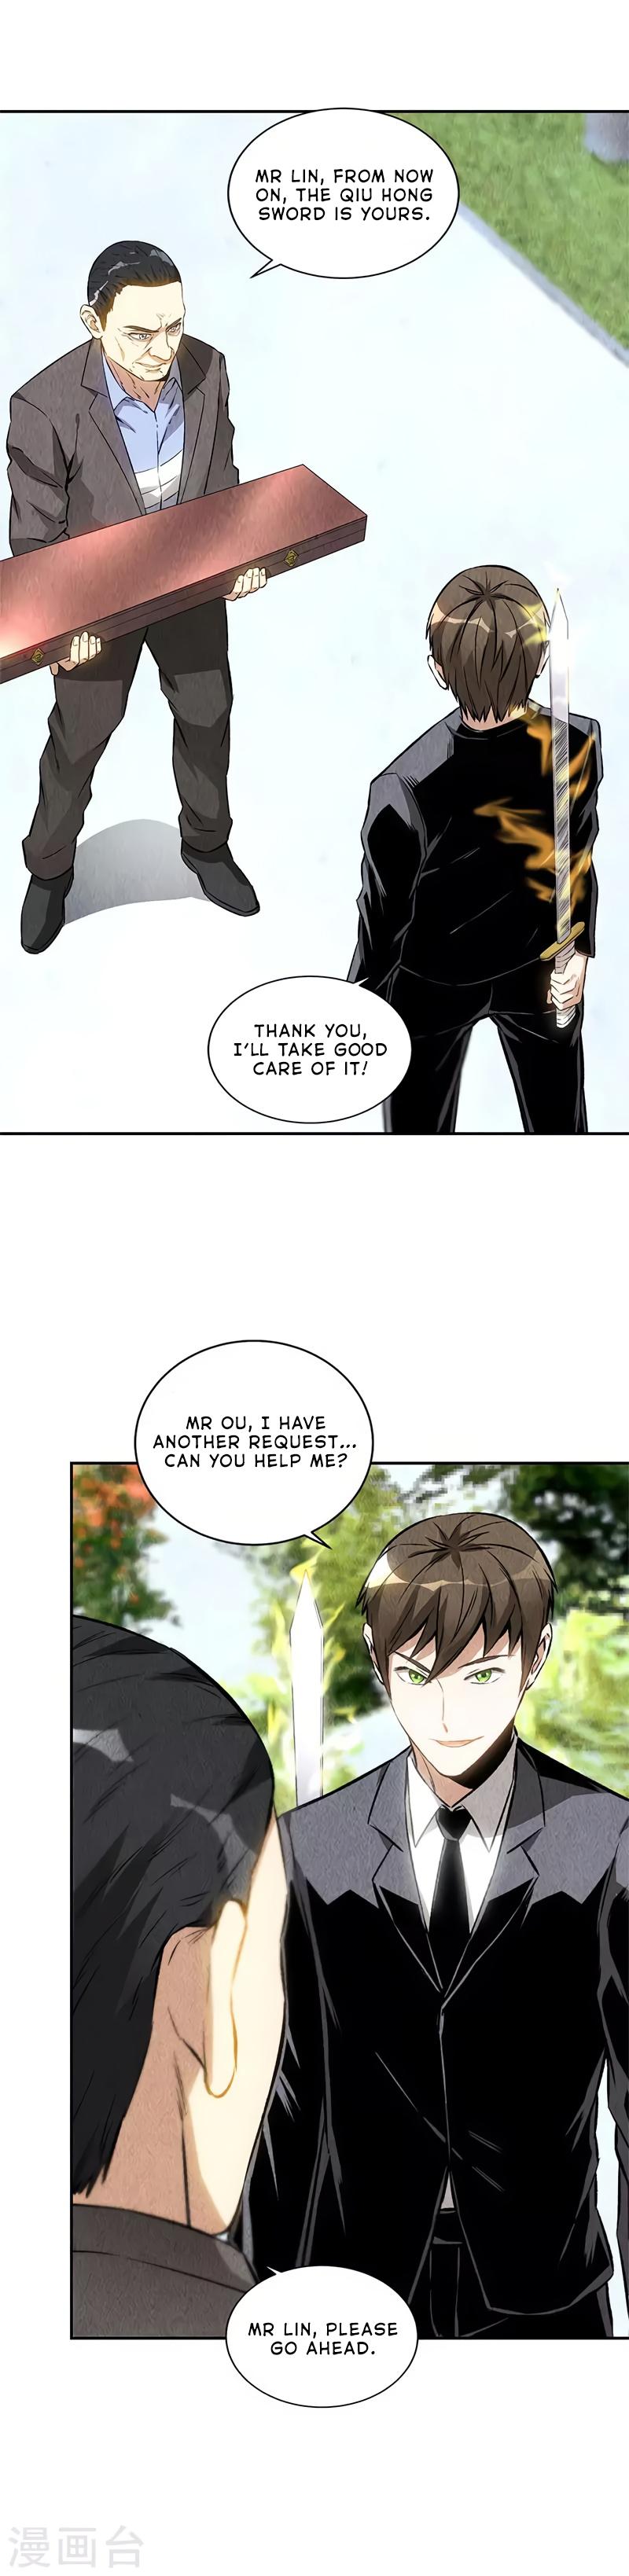 MR LIN, FROM NOW
ON, THE QIU HONG
SWORD IS YOURS.
THANK YOU,
I'LL TAKE GOOD
CARE OF IT!
MR OU, I HAVE
ANOTHER REQUEST...
CAN YOU HELP ME?
MR LIN, PLEASE
GO AHEAD.
漫画台